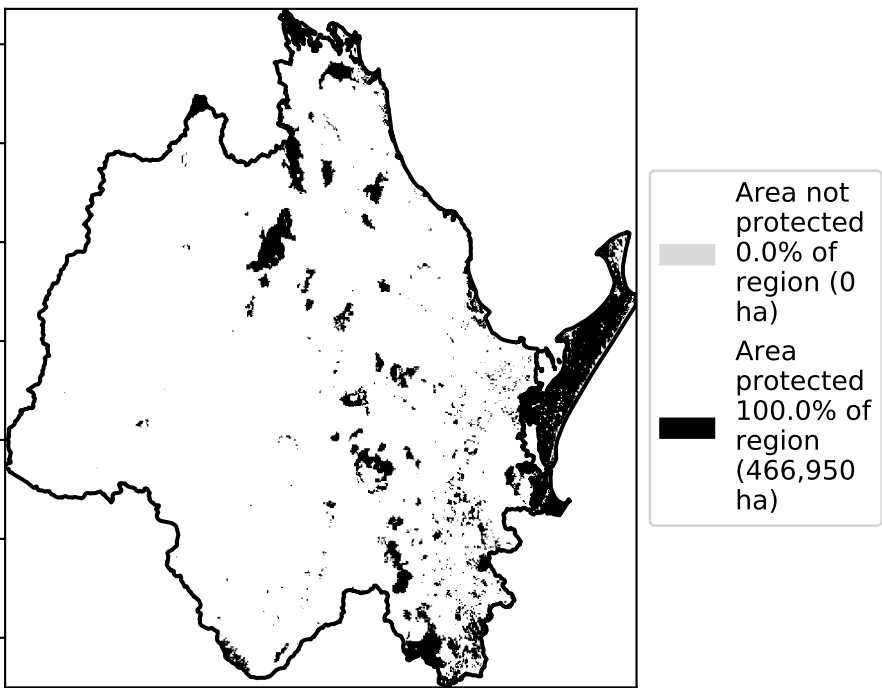 Area not
protected
0.0% of
region (0
ha)
Area
protected
100.0% of
region
(466,950
ha)